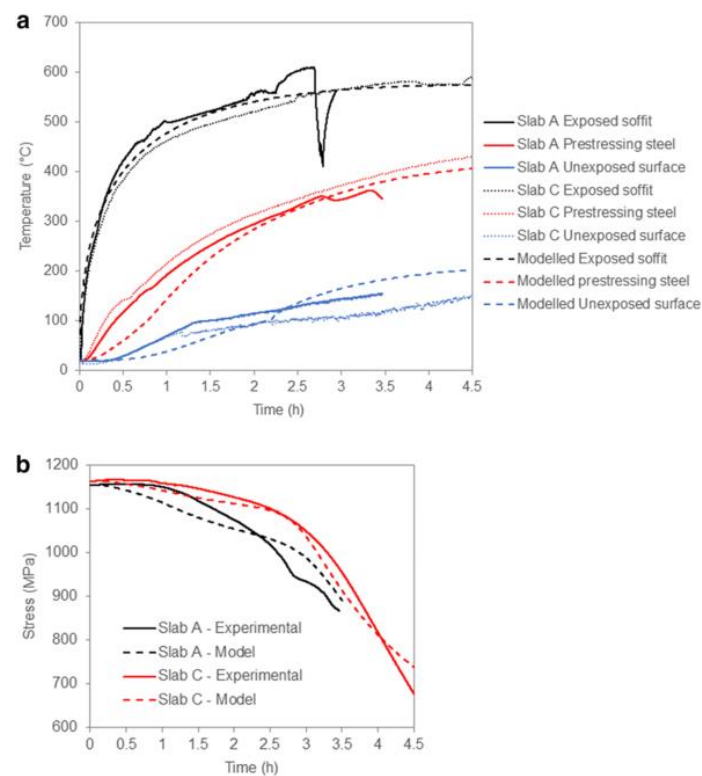 a
700
600
500
400
300
200
100
0
Temperature (°C)
0
0.5
1
1.5
2
2.5
3
3.5
4
4.5
Time (h)
Slab A Exposed soffit
Slab A Prestressing steel
Slab A Unexposed surface
Slab C Exposed soffit
Slab C Prestressing steel
Slab C Unexposed surface
Modelled Exposed soffit
Modelled prestressing steel
Modelled Unexposed surface
b
1200
1100
1000
900
800
700
600
Stress (MPa)
Slab A - Experimental
Slab A - Model
Slab C - Experimental
Slab C - Model
0
0.5
1
1.5
2
2.5
3
3.5
4
4.5
Time (h)